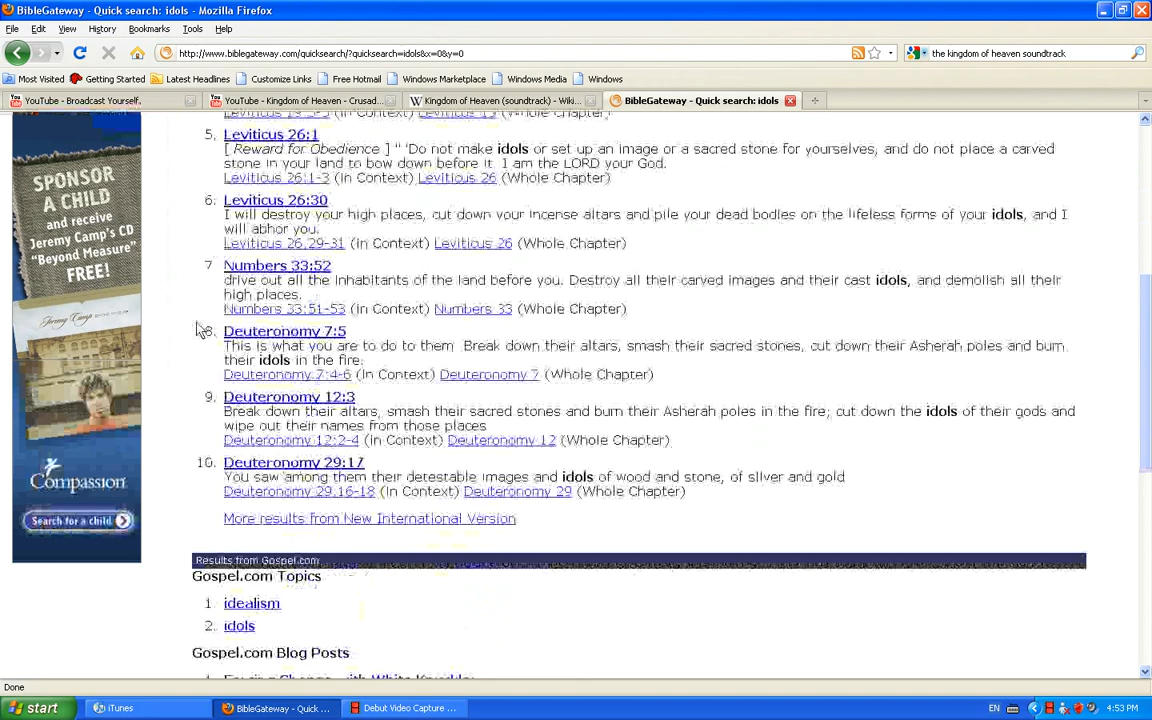 BibleGateway - Quick search: idols - Mozilla Firefox
File Edit View History Bookmarks Tools Help
http://www.biblegateway.com/quicksearch/?quicksearch=idols&x=0&y=0
the kingdom of heaven soundtrack
Most Visited Getting Started Latest Headlines Customize Links Free Hotmail Windows Marketplace Windows Media Windows
YouTube - Broadcast Yourself. YouTube - Kingdom of Heaven - Crusad... Kingdom of Heaven (soundtrack) - Wiki... BibleGateway - Quick search: idols
(In Context) (Whole Chapter)
5. Leviticus 26:1
[ Reward for Obedience ] " 'Do not make idols or set up an image or a sacred stone for yourselves, and do not place a carved
stone in your land to bow down before it. I am the LORD your God.
Leviticus 26:1-3 (In Context) Leviticus 26 (Whole Chapter)
6. Leviticus 26:30
I will destroy your high places, cut down your incense altars and pile your dead bodies on the lifeless forms of your idols, and I
will abhor you.
Leviticus 26:29-31 (In Context) Leviticus 26 (Whole Chapter)
7 Numbers 33:52
drive out all the inhabitants of the land before you. Destroy all their carved images and their cast idols, and demolish all their
high places.
Numbers 33:51-53 (In Context) Numbers 33 (Whole Chapter)
8. Deuteronomy 7:5
This is what you are to do to them Break down their altars, smash their sacred stones, cut down their Asherah poles and burn
their idols in the fire.
Deuteronomy 7:4-6 (In Context) Deuteronomy 7 (Whole Chapter)
9. Deuteronomy 12:3
Break down their altars, smash their sacred stones and burn their Asherah poles in the fire; cut down the idols of their gods and
wipe out their names from those places
Deuteronomy 12:2-4 (In Context) Deuteronomy 12 (Whole Chapter)
10. Deuteronomy 29:17
You saw among them their detestable images and idols of wood and stone, of silver and gold
Deuteronomy 29:16-18 (In Context) Deuteronomy 29 (Whole Chapter)
More results from New International Version
Results from Gospel.com
Gospel.com Topics
1 idealism
2. idols
Gospel.com Blog Posts
SPONSOR
A CHILD
and receive
Jeremy Camp's CD
"Beyond Measure"
FREE!
Jeremy Camp
Compassion
Search for a child
Done
start iTunes BibleGateway - Quick ... Debut Video Capture ... EN 4:53 PM